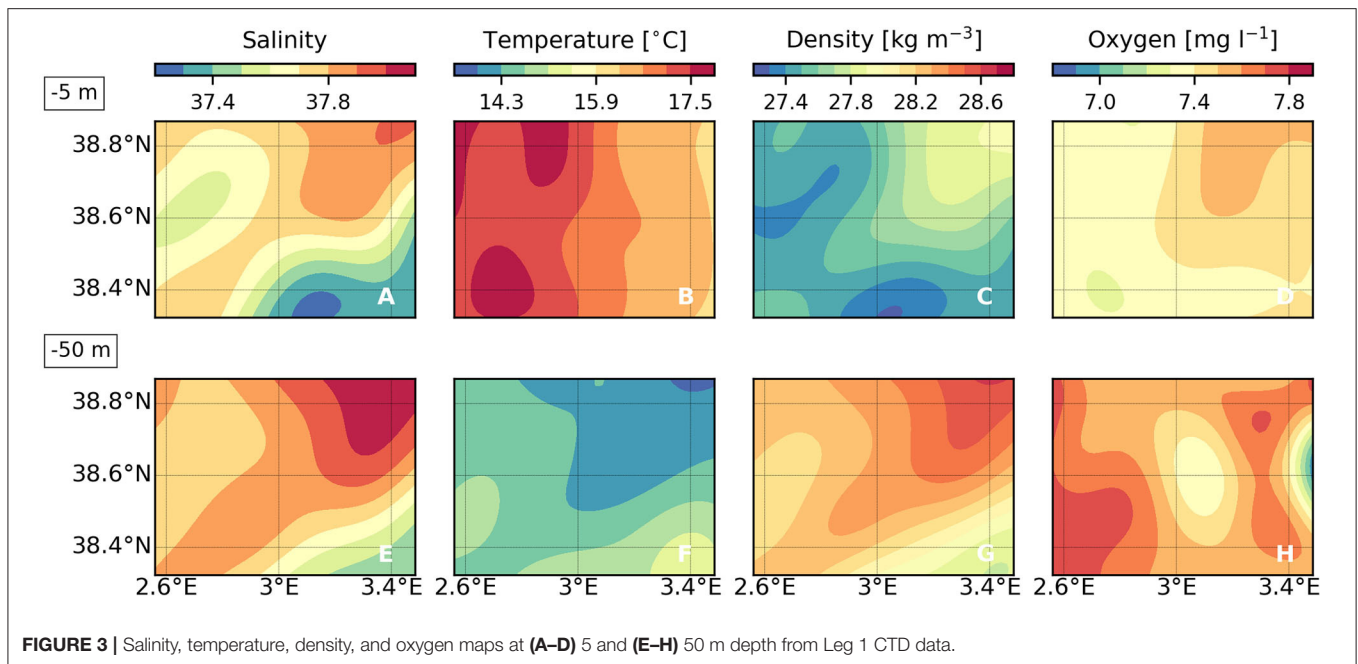 Salinity Temperature [°C] Density [kg m⁻³] Oxygen [mg l⁻¹]
37.4 37.8 14.3 15.9 17.5 27.4 27.8 28.2 28.6 7.0 7.4 7.8
-5 m
38.8°N
38.6°N
38.4°N
A B C D
-50 m
38.8°N
38.6°N
38.4°N
E F G H
2.6°E 3°E 3.4°E 2.6°E 3°E 3.4°E 2.6°E 3°E 3.4°E 2.6°E 3°E 3.4°E
FIGURE 3 | Salinity, temperature, density, and oxygen maps at (A–D) 5 and (E–H) 50 m depth from Leg 1 CTD data.